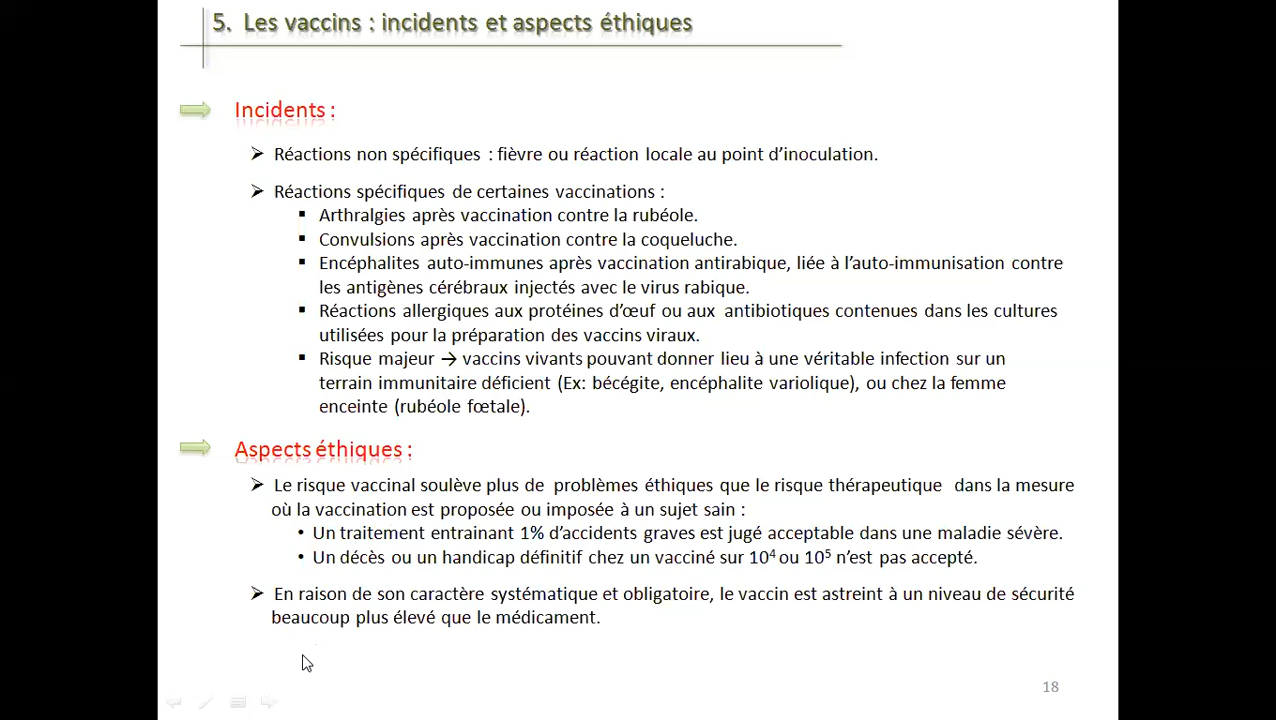 5. Les vaccins : incidents et aspects éthiques
Incidents :
Réactions non spécifiques : fièvre ou réaction locale au point d’inoculation.
Réactions spécifiques de certaines vaccinations :
Arthralgies après vaccination contre la rubéole.
Convulsions après vaccination contre la coqueluche.
Encéphalites auto-immunes après vaccination antirabique, liée à l’auto-immunisation contre
les antigènes cérébraux injectés avec le virus rabique.
Réactions allergiques aux protéines d’œuf ou aux antibiotiques contenues dans les cultures
utilisées pour la préparation des vaccins viraux.
Risque majeur → vaccins vivants pouvant donner lieu à une véritable infection sur un
terrain immunitaire déficient (Ex: bécégite, encéphalite variolique), ou chez la femme
enceinte (rubéole fœtale).
Aspects éthiques :
Le risque vaccinal soulève plus de problèmes éthiques que le risque thérapeutique dans la mesure
où la vaccination est proposée ou imposée à un sujet sain :
• Un traitement entrainant 1% d’accidents graves est jugé acceptable dans une maladie sévère.
• Un décès ou un handicap définitif chez un vacciné sur 10⁴ ou 10⁵ n’est pas accepté.
En raison de son caractère systématique et obligatoire, le vaccin est astreint à un niveau de sécurité
beaucoup plus élevé que le médicament.
18